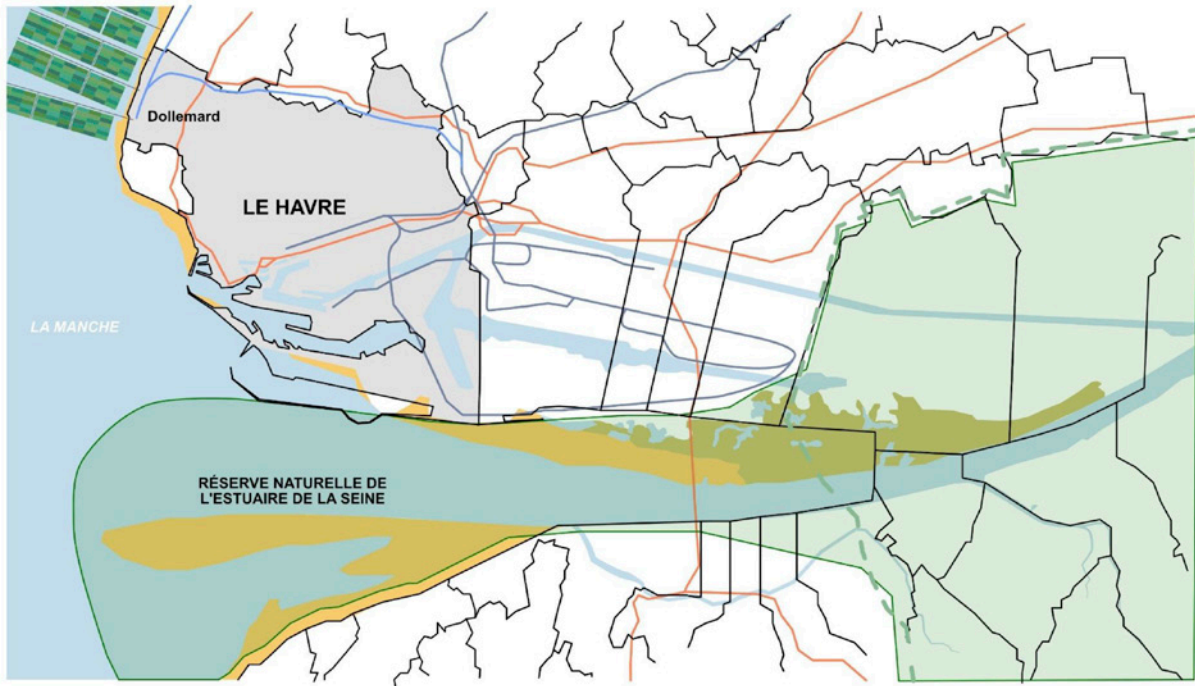 Dollemard
LE HAVRE
LA MANCHE
RÉSERVE NATURELLE DE
L'ESTUAIRE DE LA SEINE